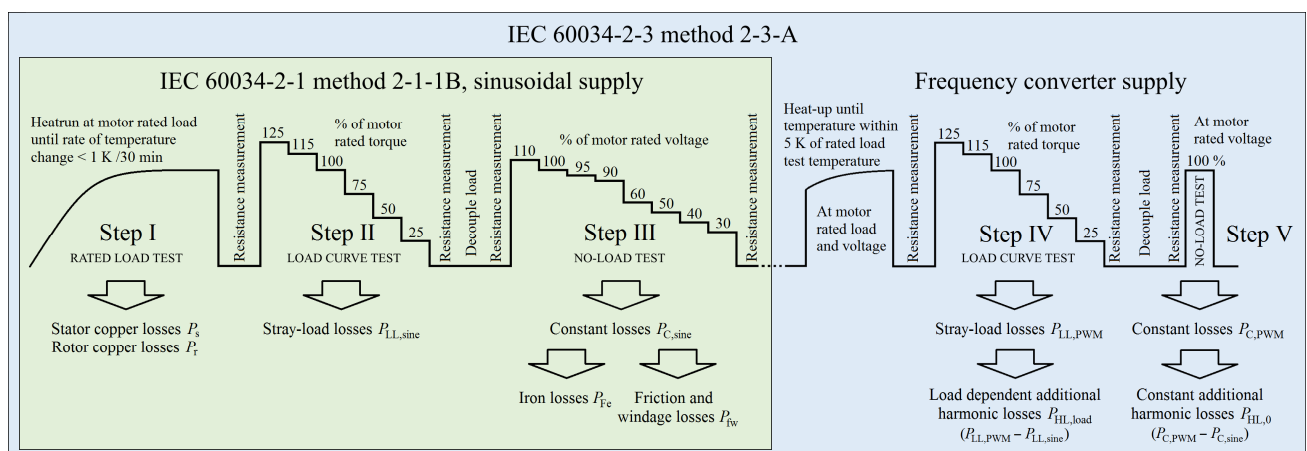 IEC 60034-2-3 method 2-3-A
IEC 60034-2-1 method 2-1-1B, sinusoidal supply
Heatrun at motor rated load
until rate of temperature
change < 1 K /30 min
Resistance measurement
125
115
100
75
50
25
% of motor
rated torque
Resistance measurement
Decouple load
Resistance measurement
% of motor rated voltage
110
100
95
90
60
50
40
30
Resistance measurement
Step I
RATED LOAD TEST
Step II
LOAD CURVE TEST
Step III
NO-LOAD TEST
Stator copper losses Ps
Rotor copper losses Pr
Stray-load losses PLL,sine
Constant losses PC,sine
Iron losses PFe
Friction and
windage losses Pfw
Frequency converter supply
Heat-up until
temperature within
5 K of rated load
test temperature
At motor
rated load
and voltage
Resistance measurement
125
115
100
75
50
25
% of motor
rated torque
Resistance measurement
Decouple load
Resistance measurement
At motor
rated voltage
100 %
NO-LOAD TEST
Step IV
LOAD CURVE TEST
Step V
Stray-load losses PLL,PWM
Constant losses PC,PWM
Load dependent additional
harmonic losses PHL,load
(PLL,PWM – PLL,sine)
Constant additional
harmonic losses PHL,0
(PC,PWM – PC,sine)